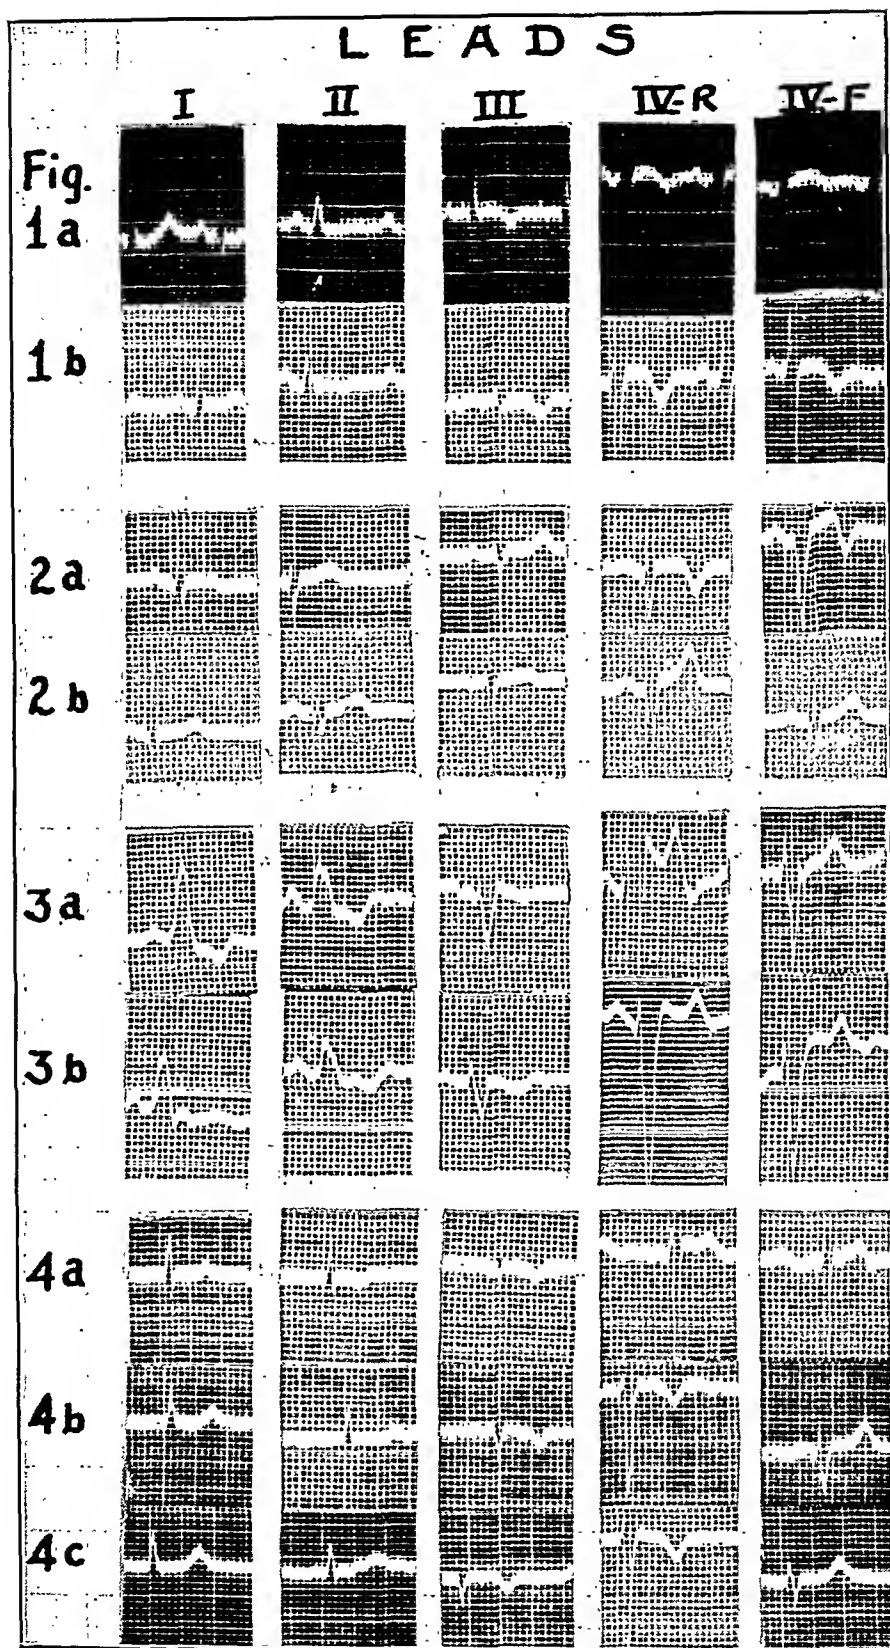 LEADS
I II III IV-R IV-F
Fig.
1a
1b
2a
2b
3a
3b
4a
4b
4c